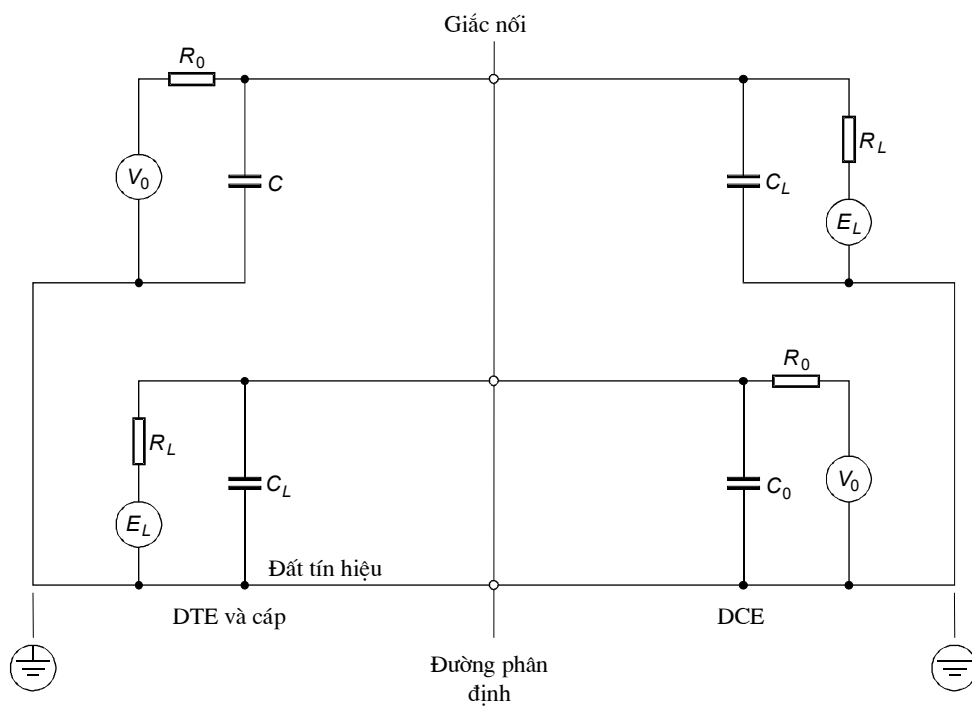 Giắc nối
R0
V0
C
CL
RL
EL
R0
RL
CL
EL
C0
V0
Đất tín hiệu
DTE và cáp
DCE
Đường phân
định